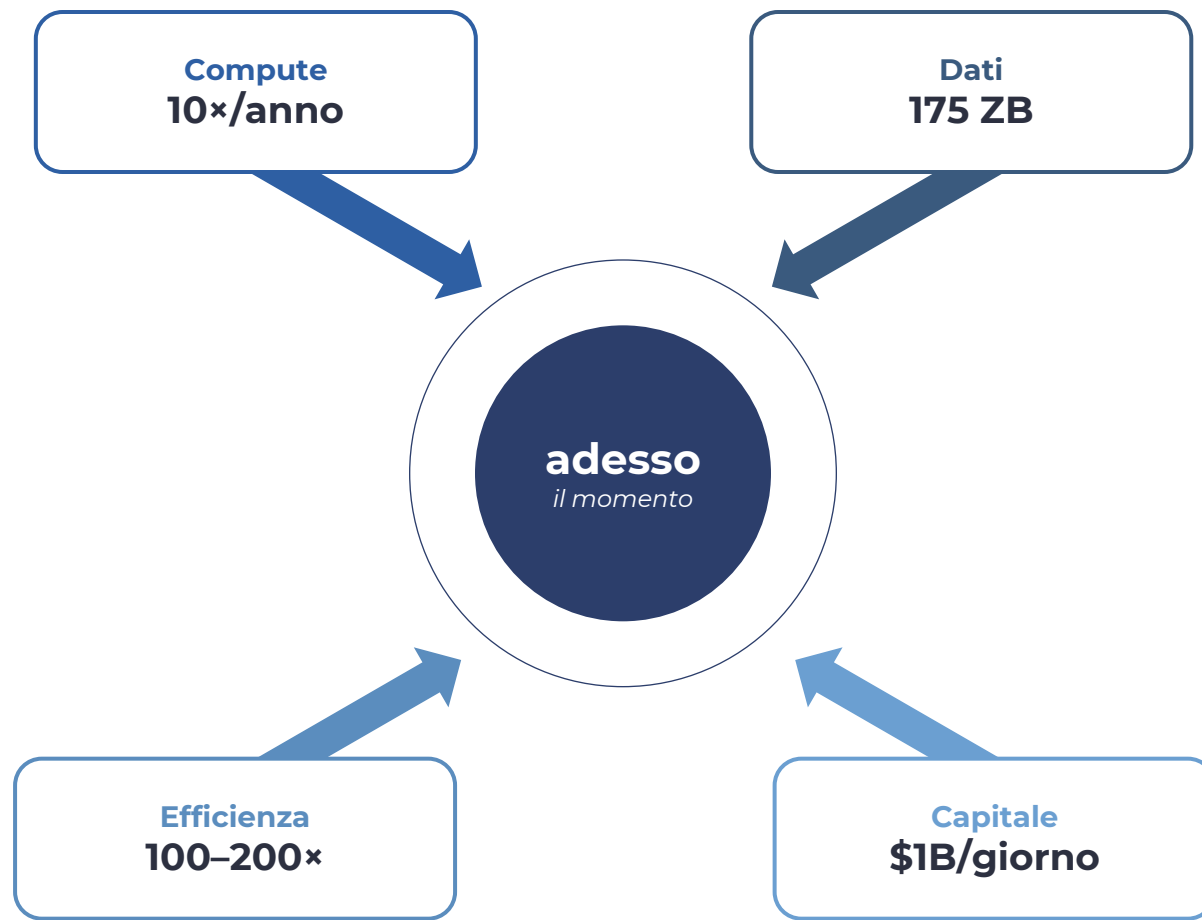 Compute
10×/anno
Dati
175 ZB
adesso
il momento
Efficienza
100–200×
Capitale
$1B/giorno